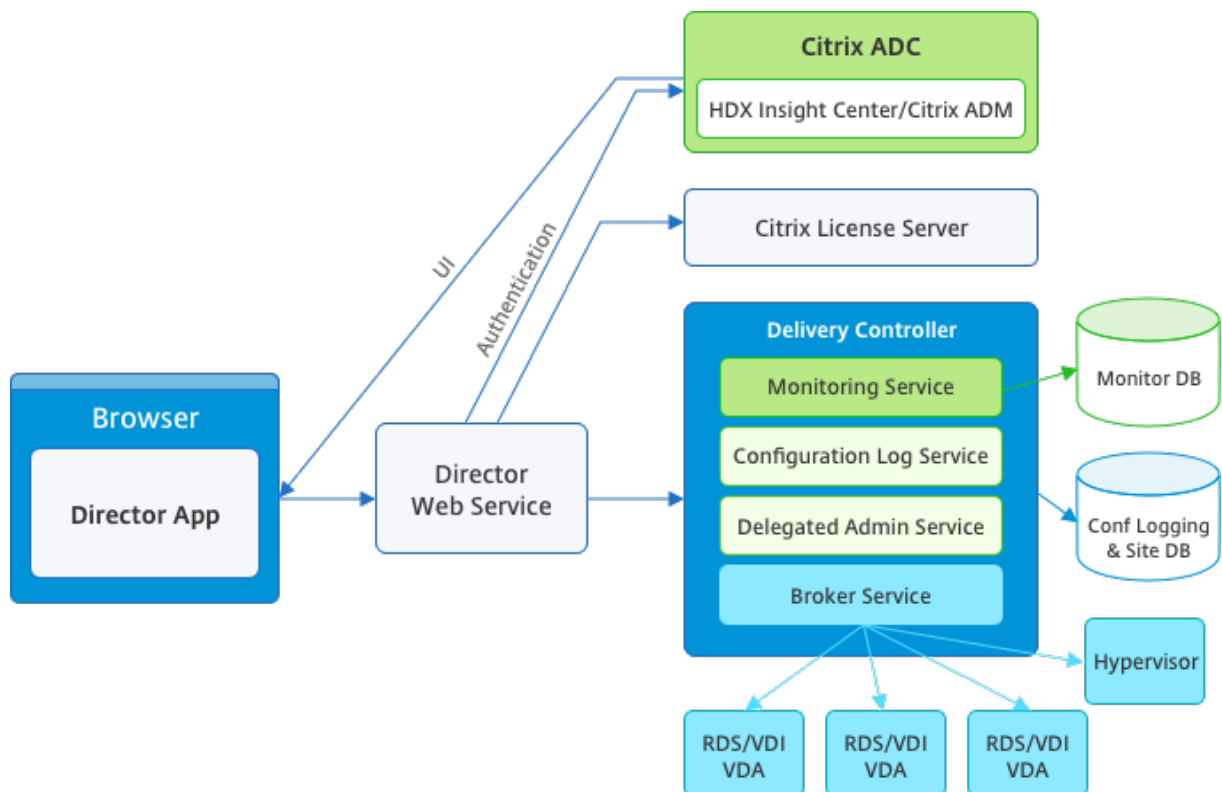 Citrix ADC
HDX Insight Center/Citrix ADM
UI
Authentication
Citrix License Server
Delivery Controller
Monitoring Service
Configuration Log Service
Delegated Admin Service
Broker Service
Monitor DB
Conf Logging
& Site DB
Browser
Director App
Director
Web Service
Hypervisor
RDS/VDI
VDA
RDS/VDI
VDA
RDS/VDI
VDA